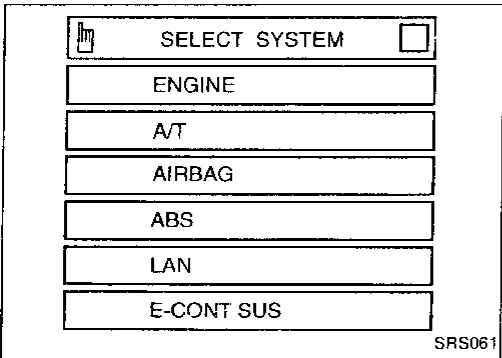 SELECT SYSTEM
ENGINE
A/T
AIRBAG
ABS
LAN
E-CONT SUS
SRS061